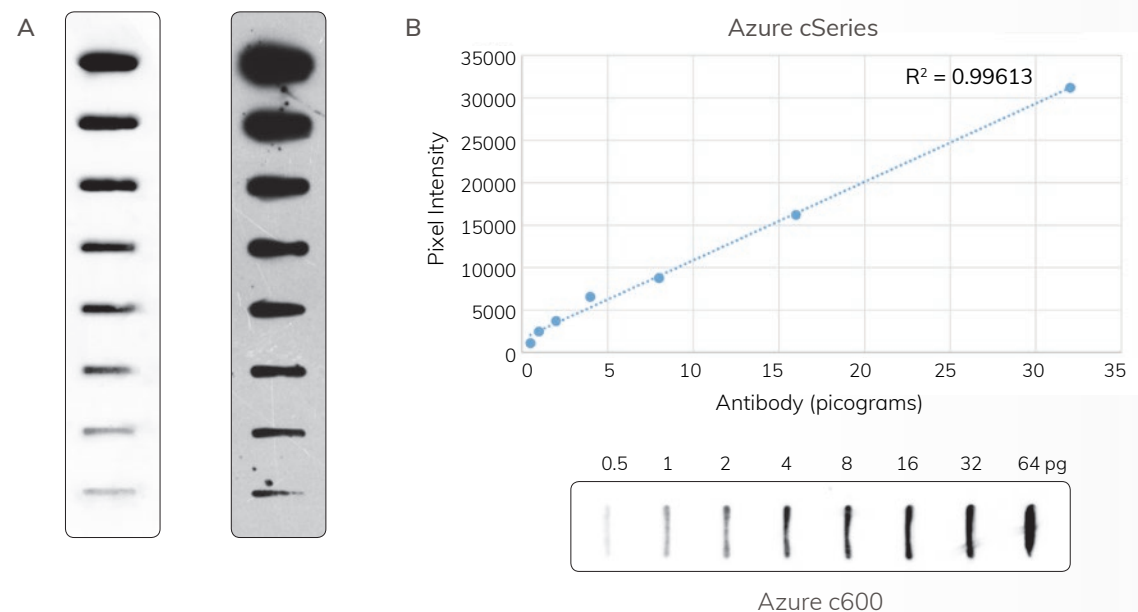 A
B
Azure cSeries
R² = 0.99613
35000
30000
25000
20000
15000
10000
5000
0
Pixel Intensity
0 5 10 15 20 25 30 35
Antibody (picograms)
0.5 1 2 4 8 16 32 64 pg
Azure c600